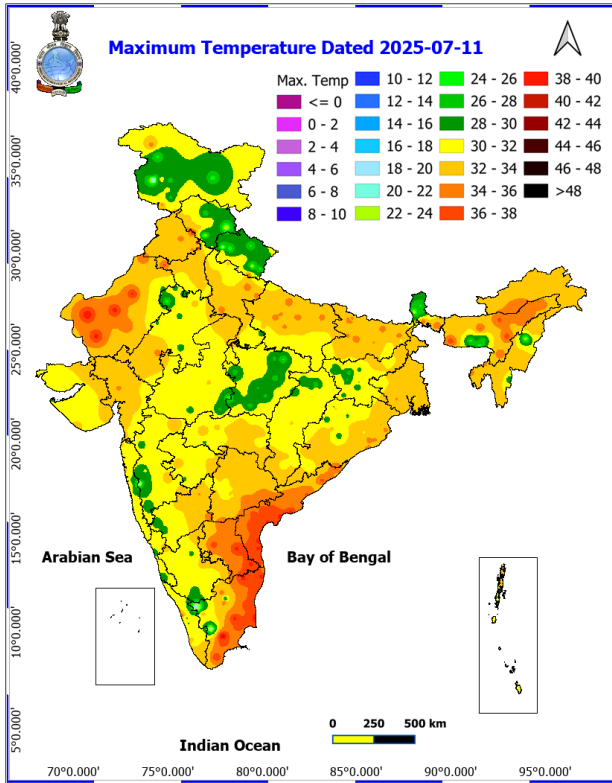 Maximum Temperature Dated 2025-07-11
Max. Temp
<= 0
0 - 2
2 - 4
4 - 6
6 - 8
8 - 10
10 - 12
12 - 14
14 - 16
16 - 18
18 - 20
20 - 22
22 - 24
24 - 26
26 - 28
28 - 30
30 - 32
32 - 34
34 - 36
36 - 38
38 - 40
40 - 42
42 - 44
44 - 46
46 - 48
>48
40°0.000'
35°0.000'
30°0.000'
25°0.000'
20°0.000'
15°0.000'
10°0.000'
5°0.000'
Arabian Sea
Bay of Bengal
Indian Ocean
0 250 500 km
70°0.000' 75°0.000' 80°0.000' 85°0.000' 90°0.000' 95°0.000'